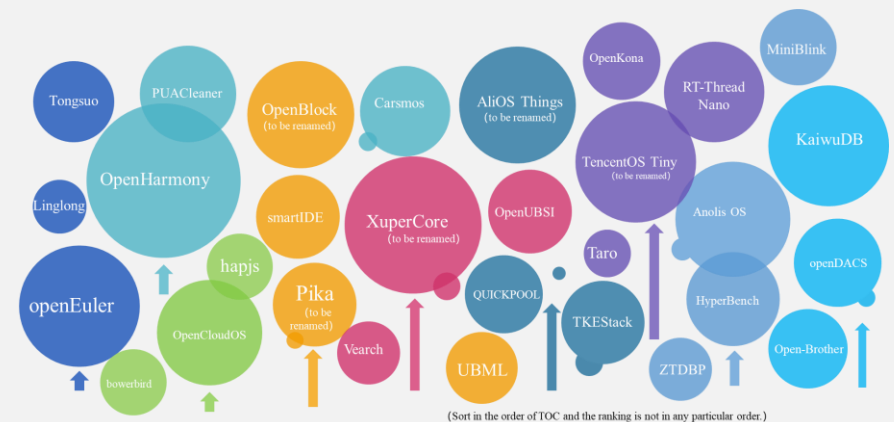 Tongsuo
PUACleaner
OpenHarmony
Linglong
openEuler
hapjs
OpenCloudOS
bowerbird
OpenBlock
(to be renamed)
smartIDE
Pika
(to be
renamed)
Carsmos
XuperCore
(to be renamed)
Vearch
AliOS Things
(to be renamed)
OpenUBSI
QUICKPOOL
UBML
TKEStack
OpenKona
RT-Thread
Nano
TencentOS Tiny
(to be renamed)
Taro
MiniBlink
KaiwuDB
Anolis OS
HyperBench
ZTDBP
openDACS
Open-Brother
(Sort in the order of TOC and the ranking is not in any particular order.)